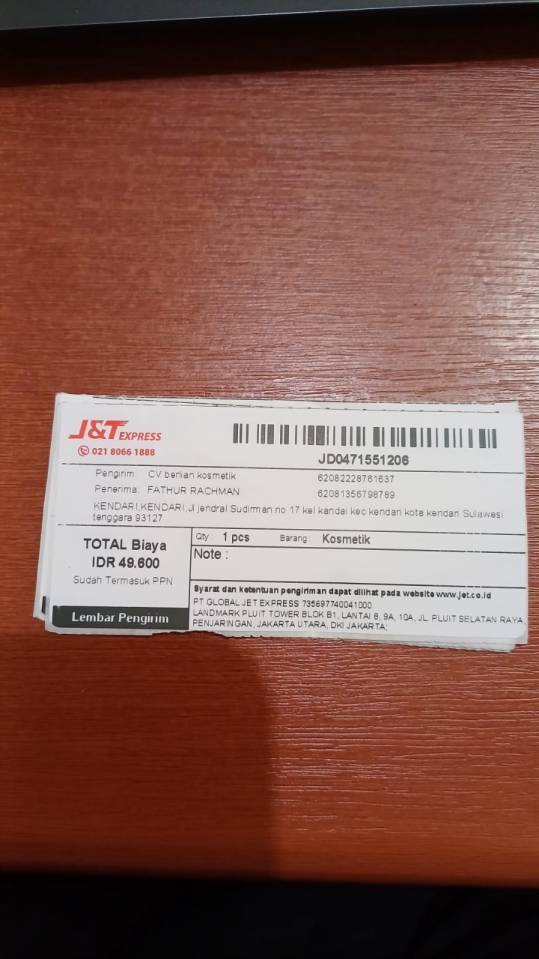 J&T EXPRESS
021 8066 1888
JD0471551206
Pengirim: CV berlian kosmetik 62082228761637
Penerima: FATHUR RACHMAN 62081356798789
KENDARI,KENDARI,Jl jendral Sudirman no 17 kel kandai kec kendari kota kendari Sulawesi
tenggara 93127
TOTAL Biaya
IDR 49.600
Sudah Termasuk PPN
Lembar Pengirim
Qty: 1 pcs Barang: Kosmetik
Note :
Syarat dan ketentuan pengiriman dapat dilihat pada website www.jet.co.id
PT GLOBAL JET EXPRESS 735697740041000
LANDMARK PLUIT TOWER BLOK B1, LANTAI 8, 9A, 10A, JL. PLUIT SELATAN RAYA
PENJARINGAN, JAKARTA UTARA, DKI JAKARTA;